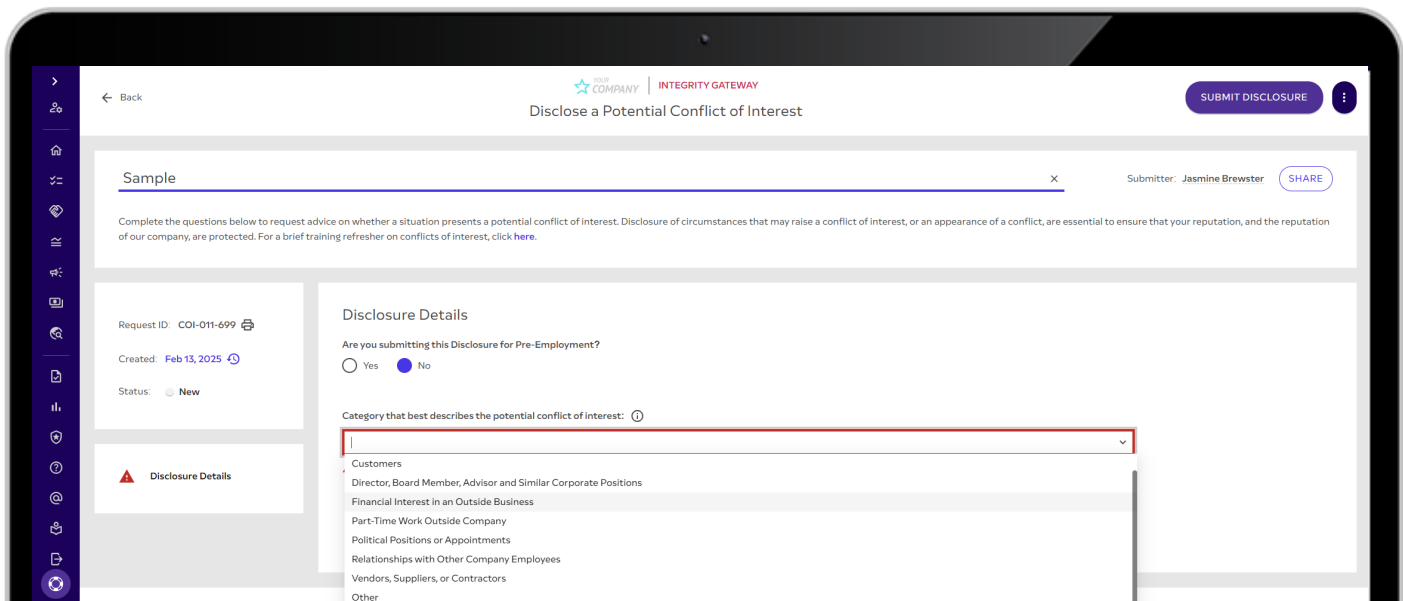 ← Back
YOUR
COMPANY
INTEGRITY GATEWAY
Disclose a Potential Conflict of Interest
SUBMIT DISCLOSURE
Sample
Submitter: Jasmine Brewster
SHARE
Complete the questions below to request advice on whether a situation presents a potential conflict of interest. Disclosure of circumstances that may raise a conflict of interest, or an appearance of a conflict, are essential to ensure that your reputation, and the reputation
of our company, are protected. For a brief training refresher on conflicts of interest, click here.
Request ID: COI-011-699
Created: Feb 13, 2025
Status: New
Disclosure Details
Disclosure Details
Are you submitting this Disclosure for Pre-Employment?
Yes No
Category that best describes the potential conflict of interest:
Customers
Director, Board Member, Advisor and Similar Corporate Positions
Financial Interest in an Outside Business
Part-Time Work Outside Company
Political Positions or Appointments
Relationships with Other Company Employees
Vendors, Suppliers, or Contractors
Other